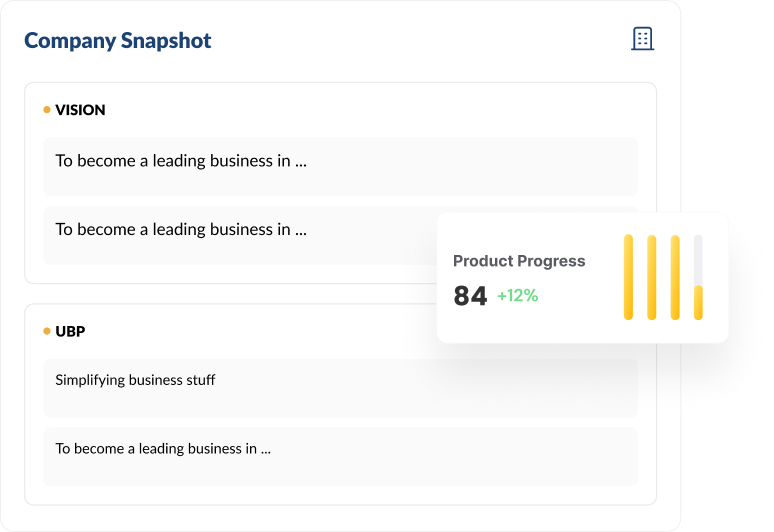 Company Snapshot
VISION
To become a leading business in ...
To become a leading business in ...
Product Progress
84 +12%
UBP
Simplifying business stuff
To become a leading business in ...